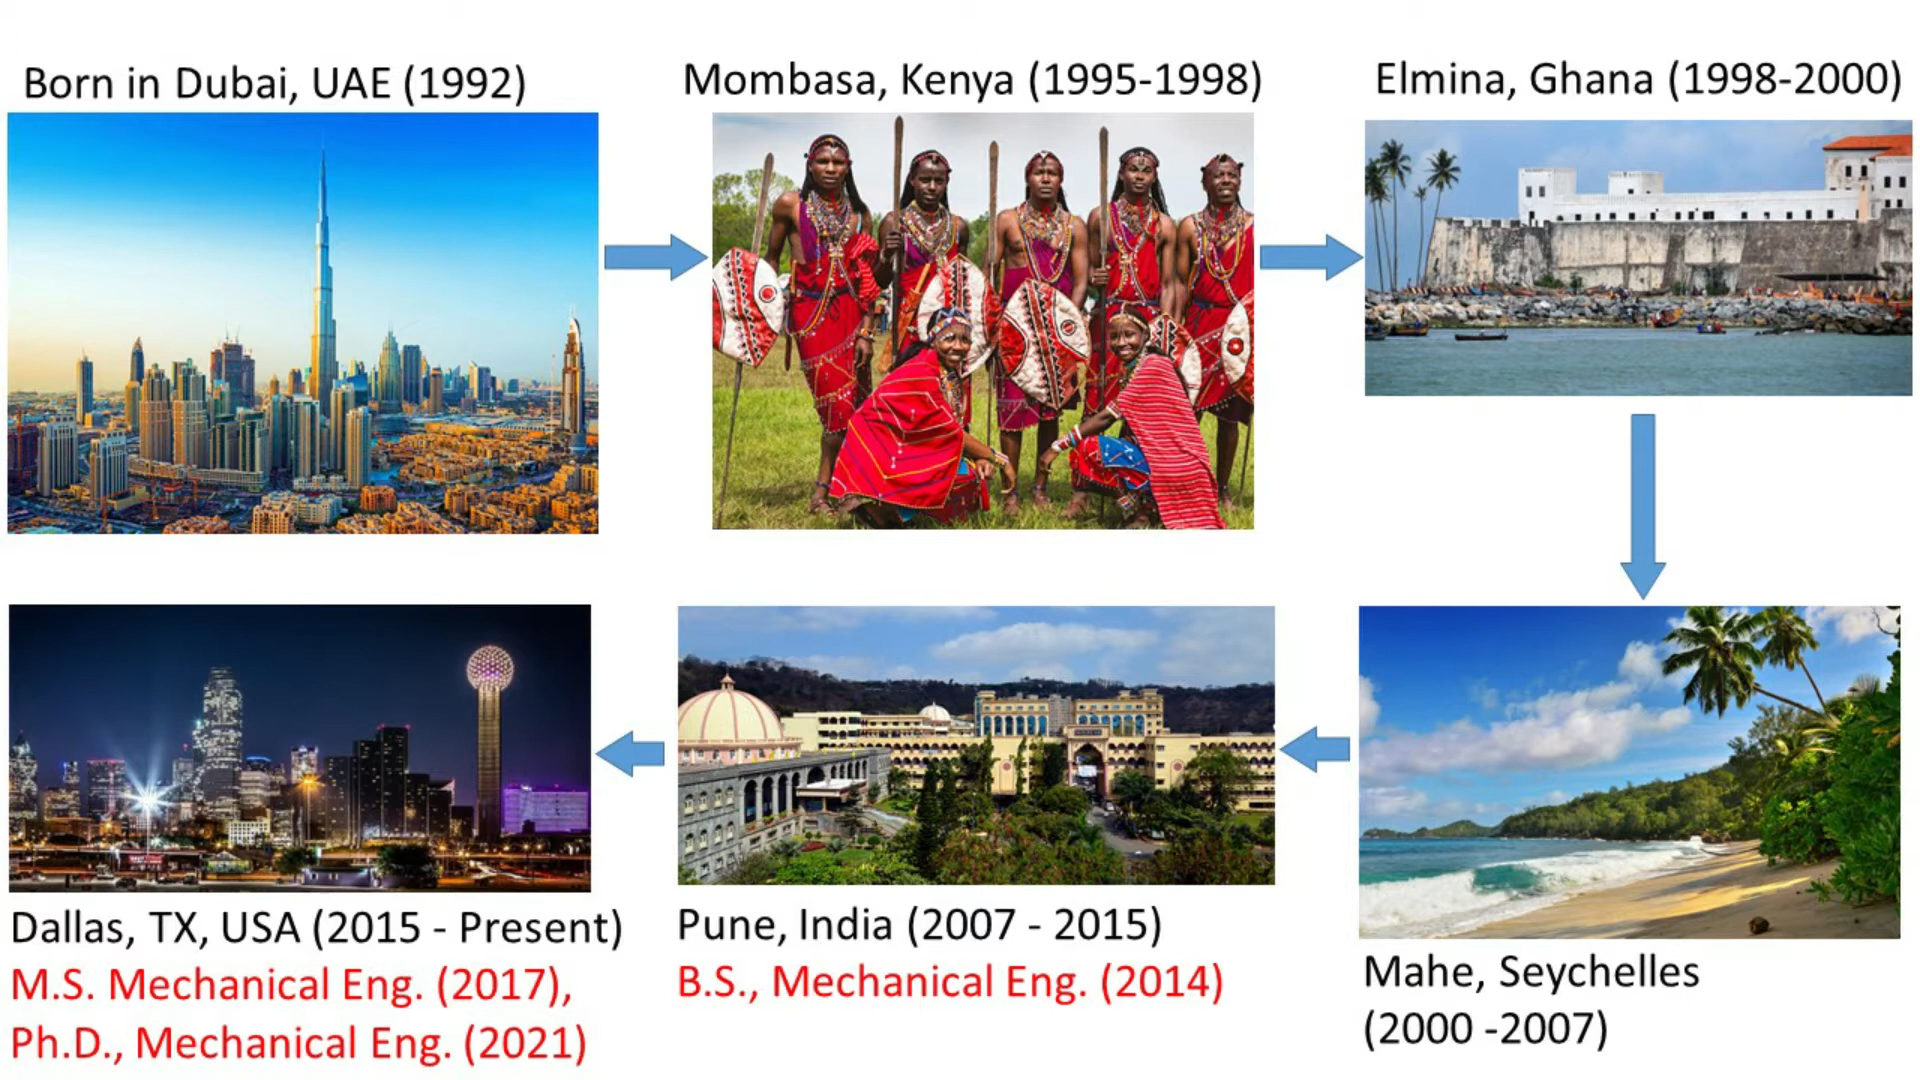 Born in Dubai, UAE (1992)
Mombasa, Kenya (1995-1998)
Elmina, Ghana (1998-2000)
Mahe, Seychelles
(2000 -2007)
Pune, India (2007 - 2015)
B.S., Mechanical Eng. (2014)
Dallas, TX, USA (2015 - Present)
M.S. Mechanical Eng. (2017),
Ph.D., Mechanical Eng. (2021)